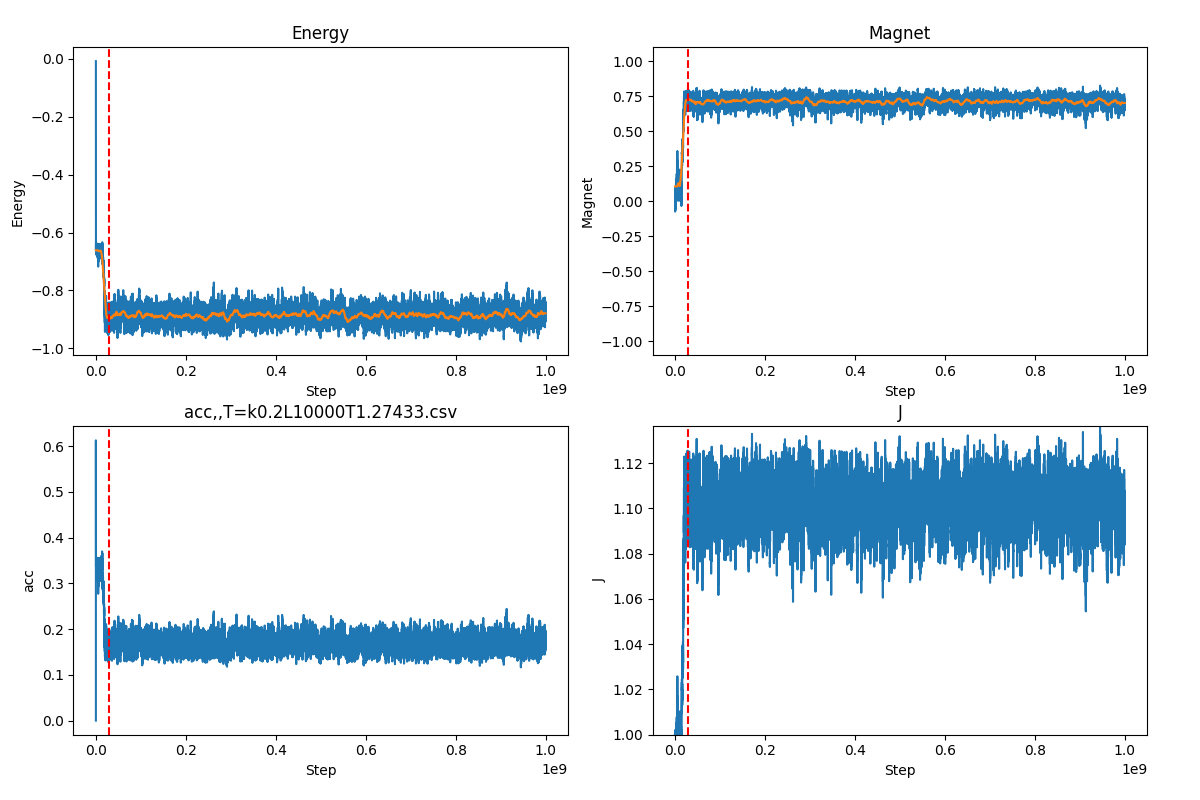 Energy
Magnet
0.0
−0.2
−0.4
−0.6
−0.8
−1.0
Energy
0.0 0.2 0.4 0.6 0.8 1.0
Step
1e9
1.00
0.75
0.50
0.25
0.00
−0.25
−0.50
−0.75
−1.00
Magnet
0.0 0.2 0.4 0.6 0.8 1.0
Step
1e9
acc,,T=k0.2L10000T1.27433.csv
J
0.6
0.5
0.4
0.3
0.2
0.1
0.0
acc
0.0 0.2 0.4 0.6 0.8 1.0
Step
1e9
1.12
1.10
1.08
1.06
1.04
1.02
1.00
J
0.0 0.2 0.4 0.6 0.8 1.0
Step
1e9